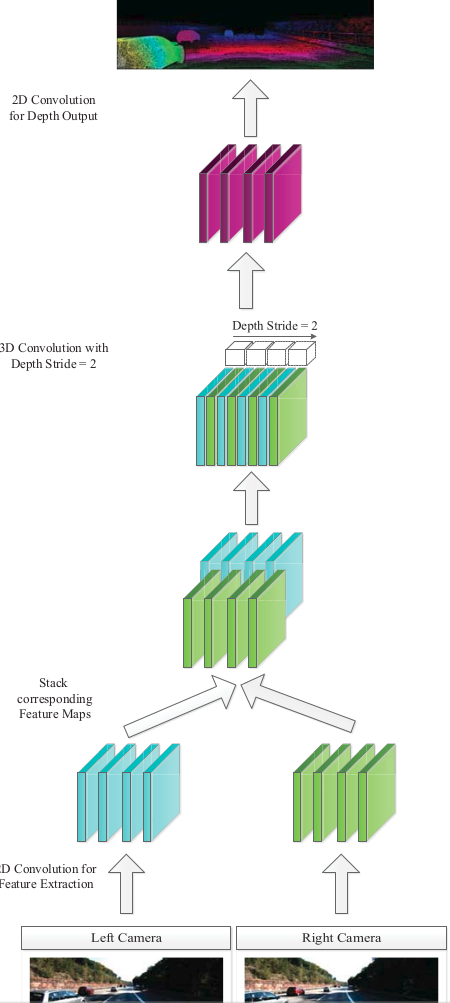 2D Convolution
for Depth Output
Depth Stride = 2
3D Convolution with
Depth Stride = 2
Stack
corresponding
Feature Maps
2D Convolution for
Feature Extraction
Left Camera
Right Camera